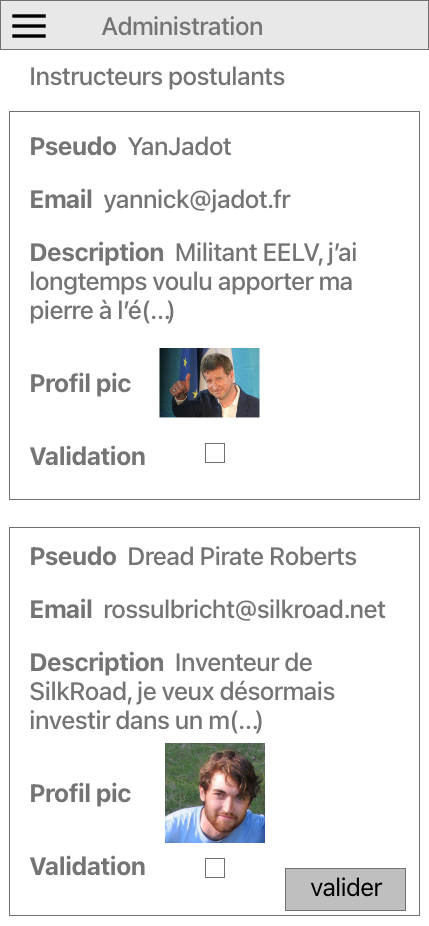 Administration
Instructeurs postulants
Pseudo YanJadot
Email yannick@jadot.fr
Description Militant EELV, j’ai
longtemps voulu apporter ma
pierre à l’é(...)
Profil pic
Validation
Pseudo Dread Pirate Roberts
Email rossulbricht@silkroad.net
Description Inventeur de
SilkRoad, je veux désormais
investir dans un m(...)
Profil pic
Validation
valider